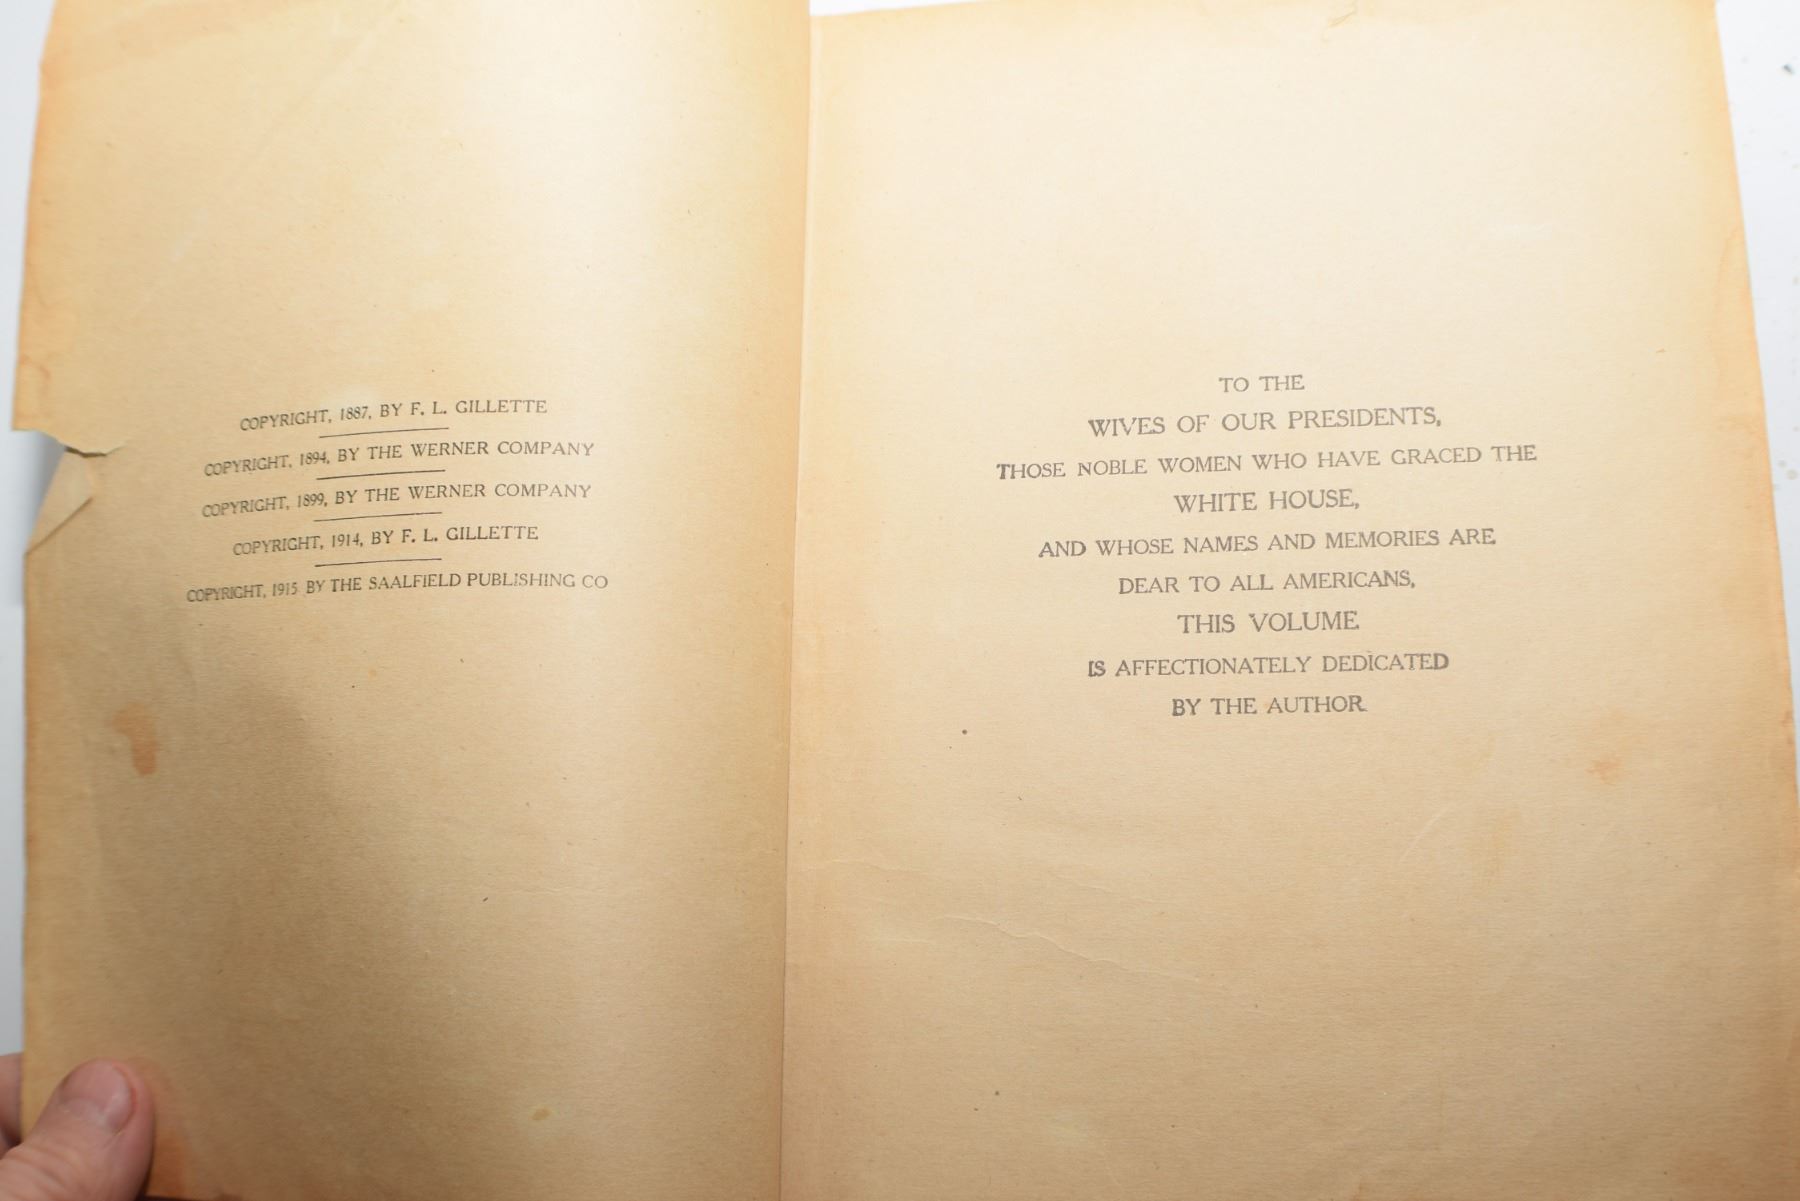 COPYRIGHT, 1887, BY F. L. GILLETTE
COPYRIGHT, 1894, BY THE WERNER COMPANY
COPYRIGHT, 1899, BY THE WERNER COMPANY
COPYRIGHT, 1914, BY F. L. GILLETTE
COPYRIGHT, 1915 BY THE SAALFIELD PUBLISHING CO
TO THE
WIVES OF OUR PRESIDENTS,
THOSE NOBLE WOMEN WHO HAVE GRACED THE
WHITE HOUSE,
AND WHOSE NAMES AND MEMORIES ARE
DEAR TO ALL AMERICANS,
THIS VOLUME
IS AFFECTIONATELY DEDICATED
BY THE AUTHOR